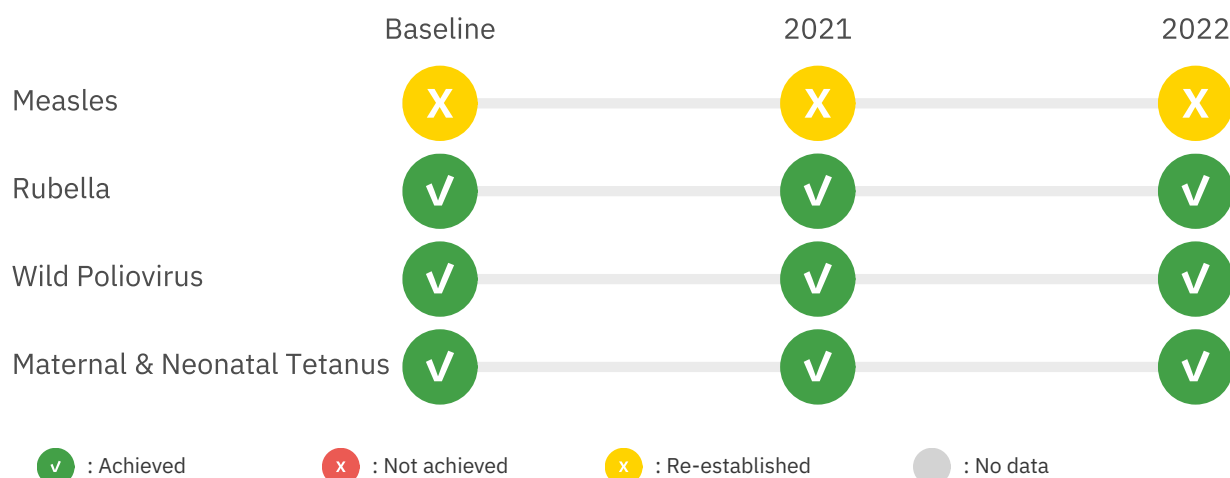 Baseline 2021 2022
Measles X X X
Rubella √ √ √
Wild Poliovirus √ √ √
Maternal & Neonatal Tetanus √ √ √
√ : Achieved X : Not achieved X : Re-established : No data